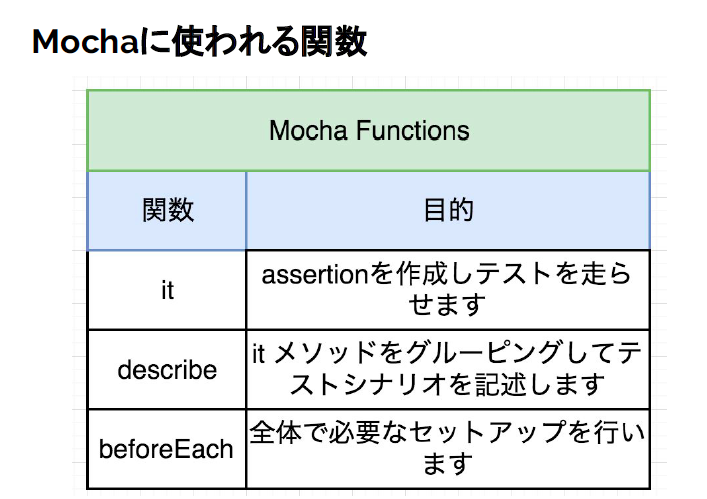 Mochaに使われる関数
Mocha Functions
関数
目的
it
assertionを作成しテストを走ら
せます
describe
it メソッドをグルーピングしてテ
ストシナリオを記述します
beforeEach
全体で必要なセットアップを行い
ます